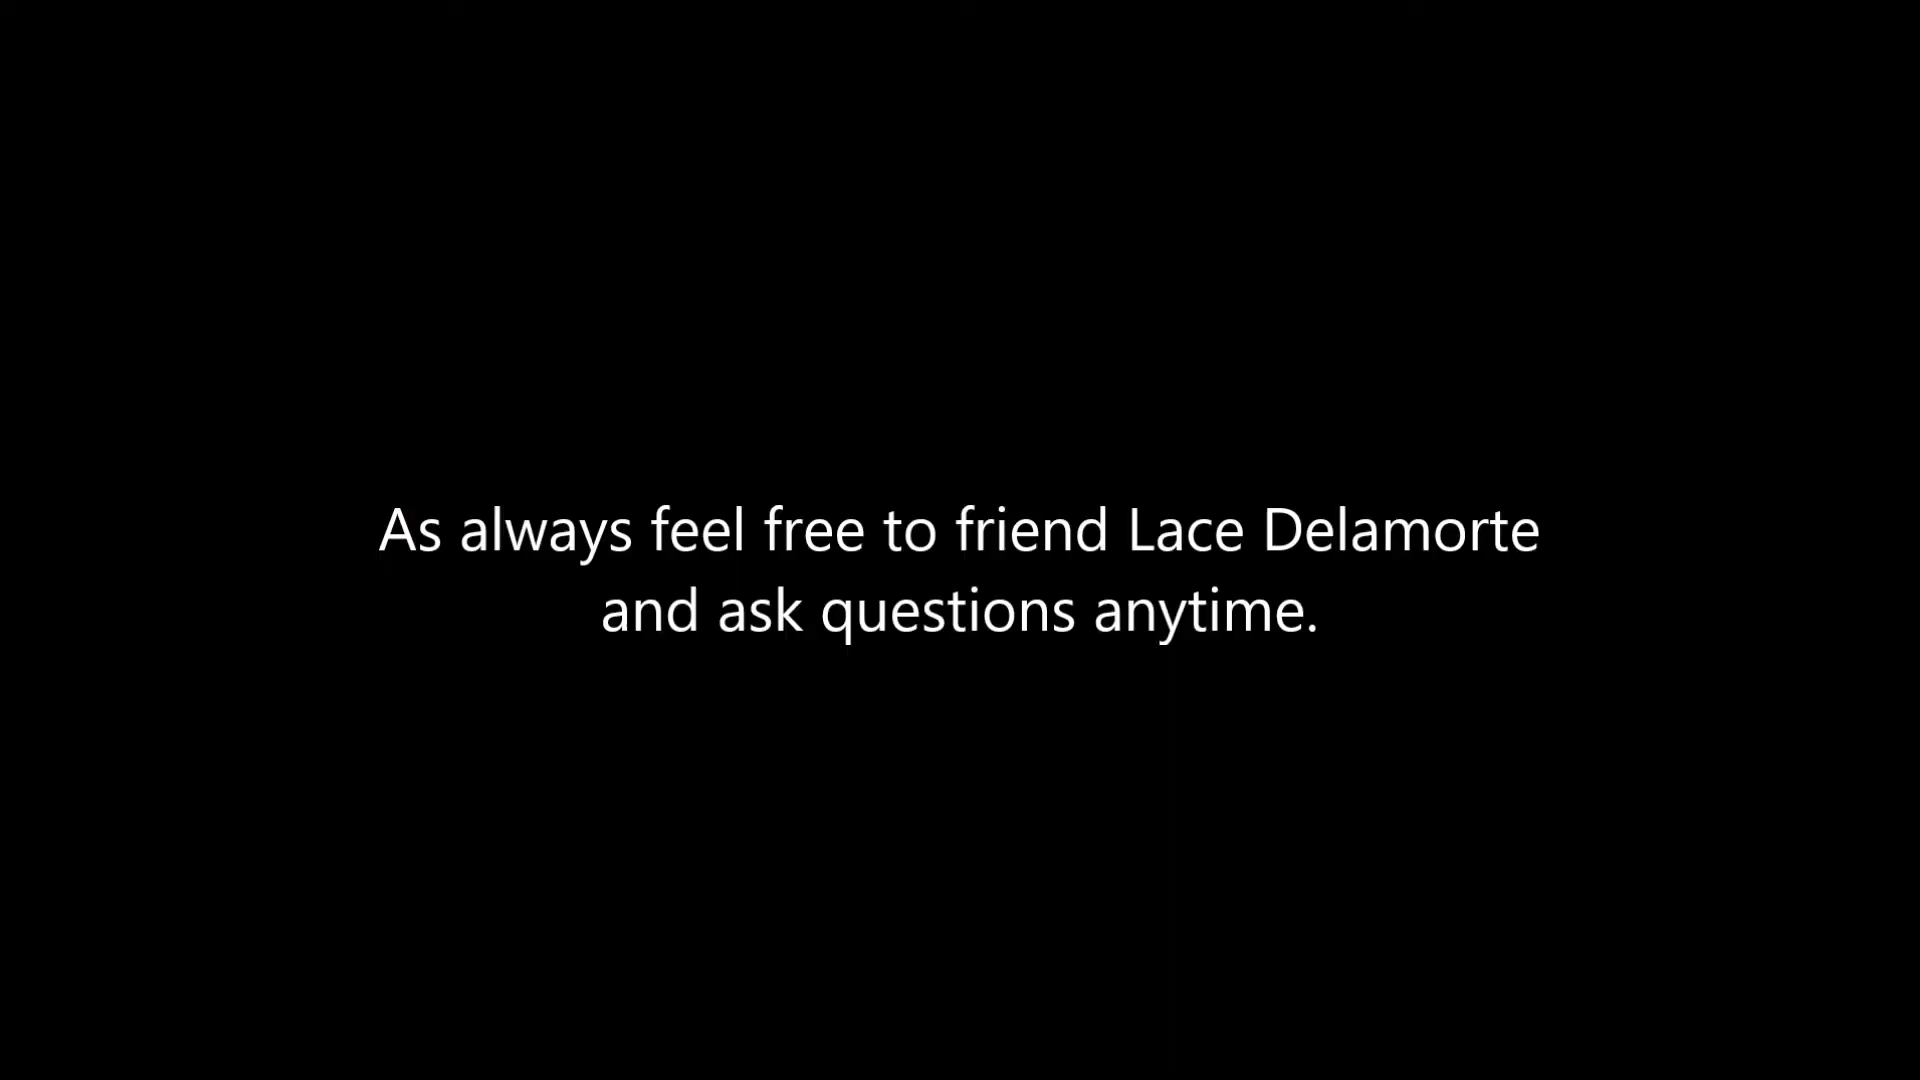 As always feel free to friend Lace Delamorte
and ask questions anytime.